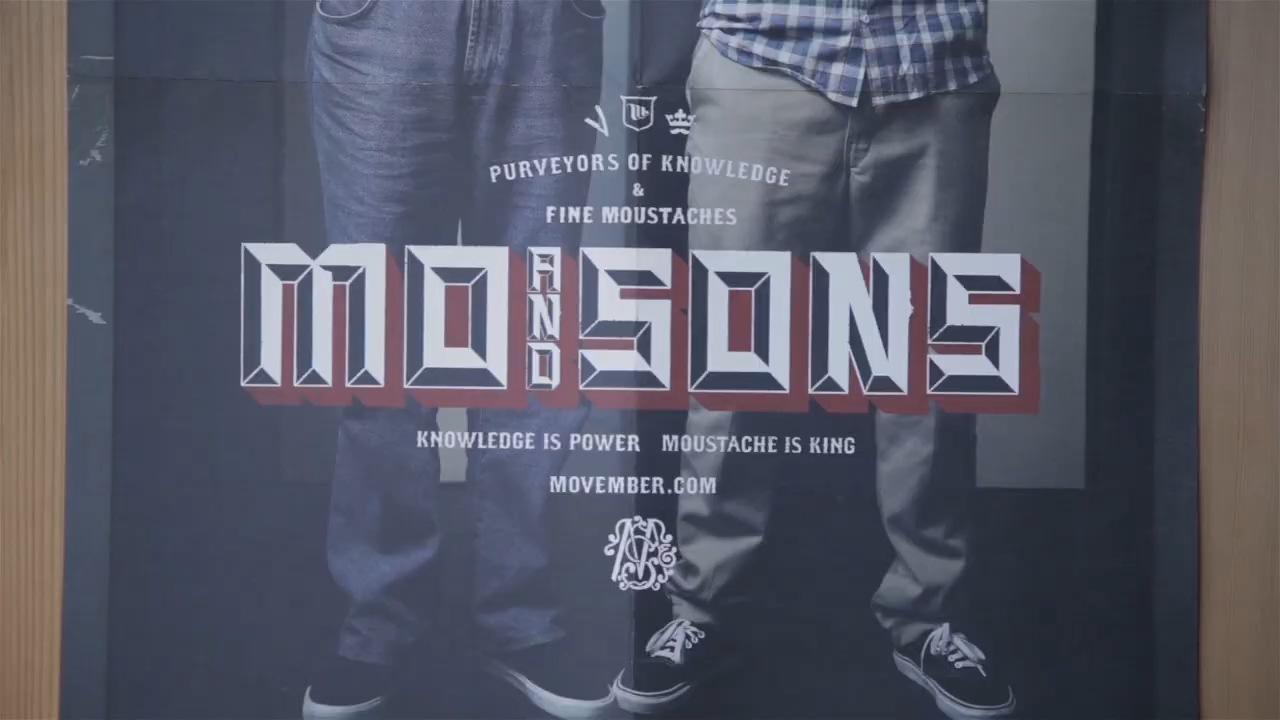 PURVEYORS OF KNOWLEDGE
&
FINE MOUSTACHES
MO AND SONS
KNOWLEDGE IS POWER MOUSTACHE IS KING
MOVEMBER.COM
M&S